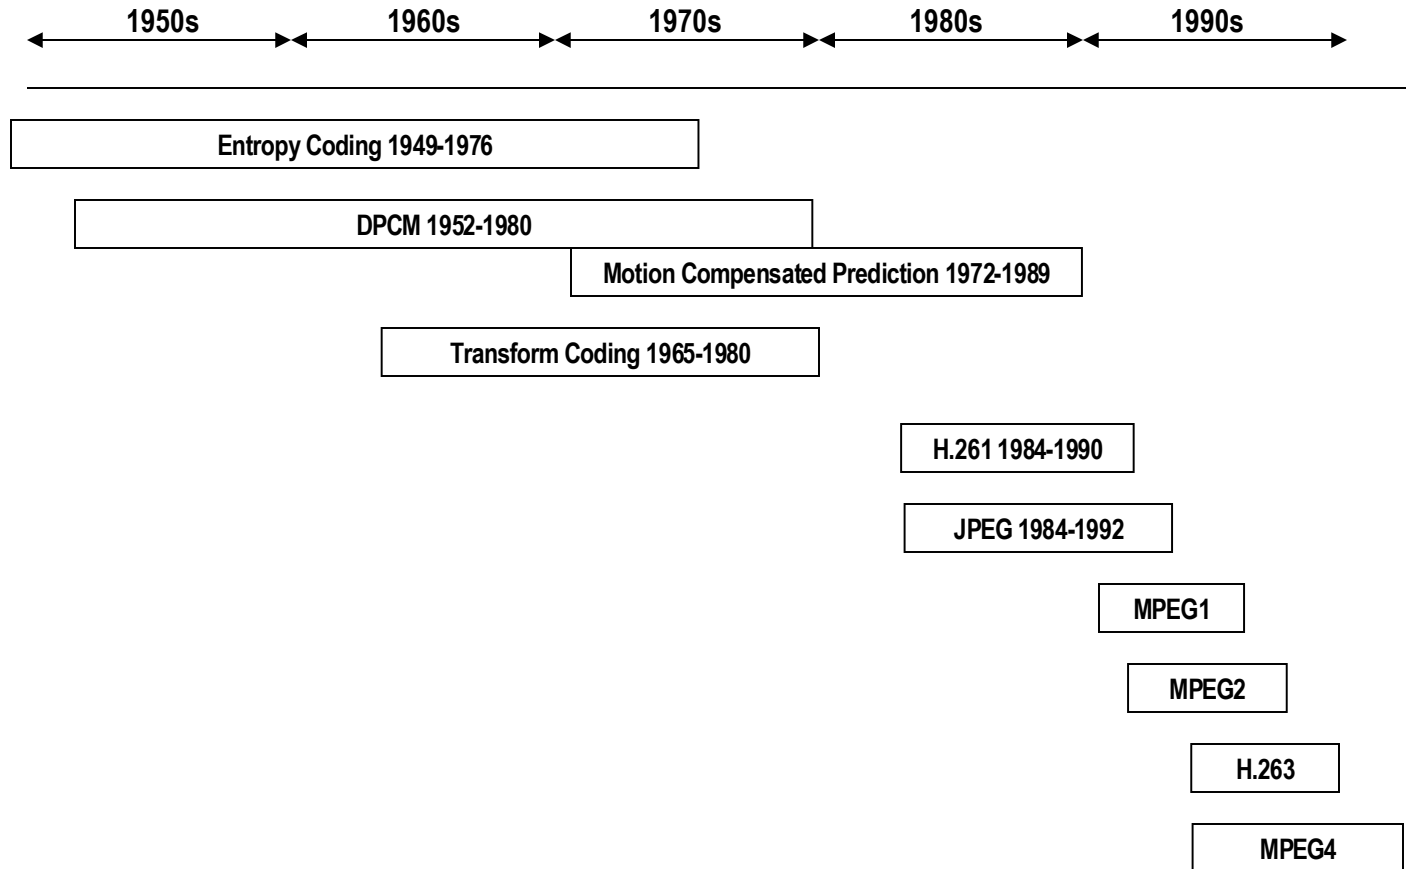 1950s 1960s 1970s 1980s 1990s
Entropy Coding 1949-1976
DPCM 1952-1980
Motion Compensated Prediction 1972-1989
Transform Coding 1965-1980
H.261 1984-1990
JPEG 1984-1992
MPEG1
MPEG2
H.263
MPEG4